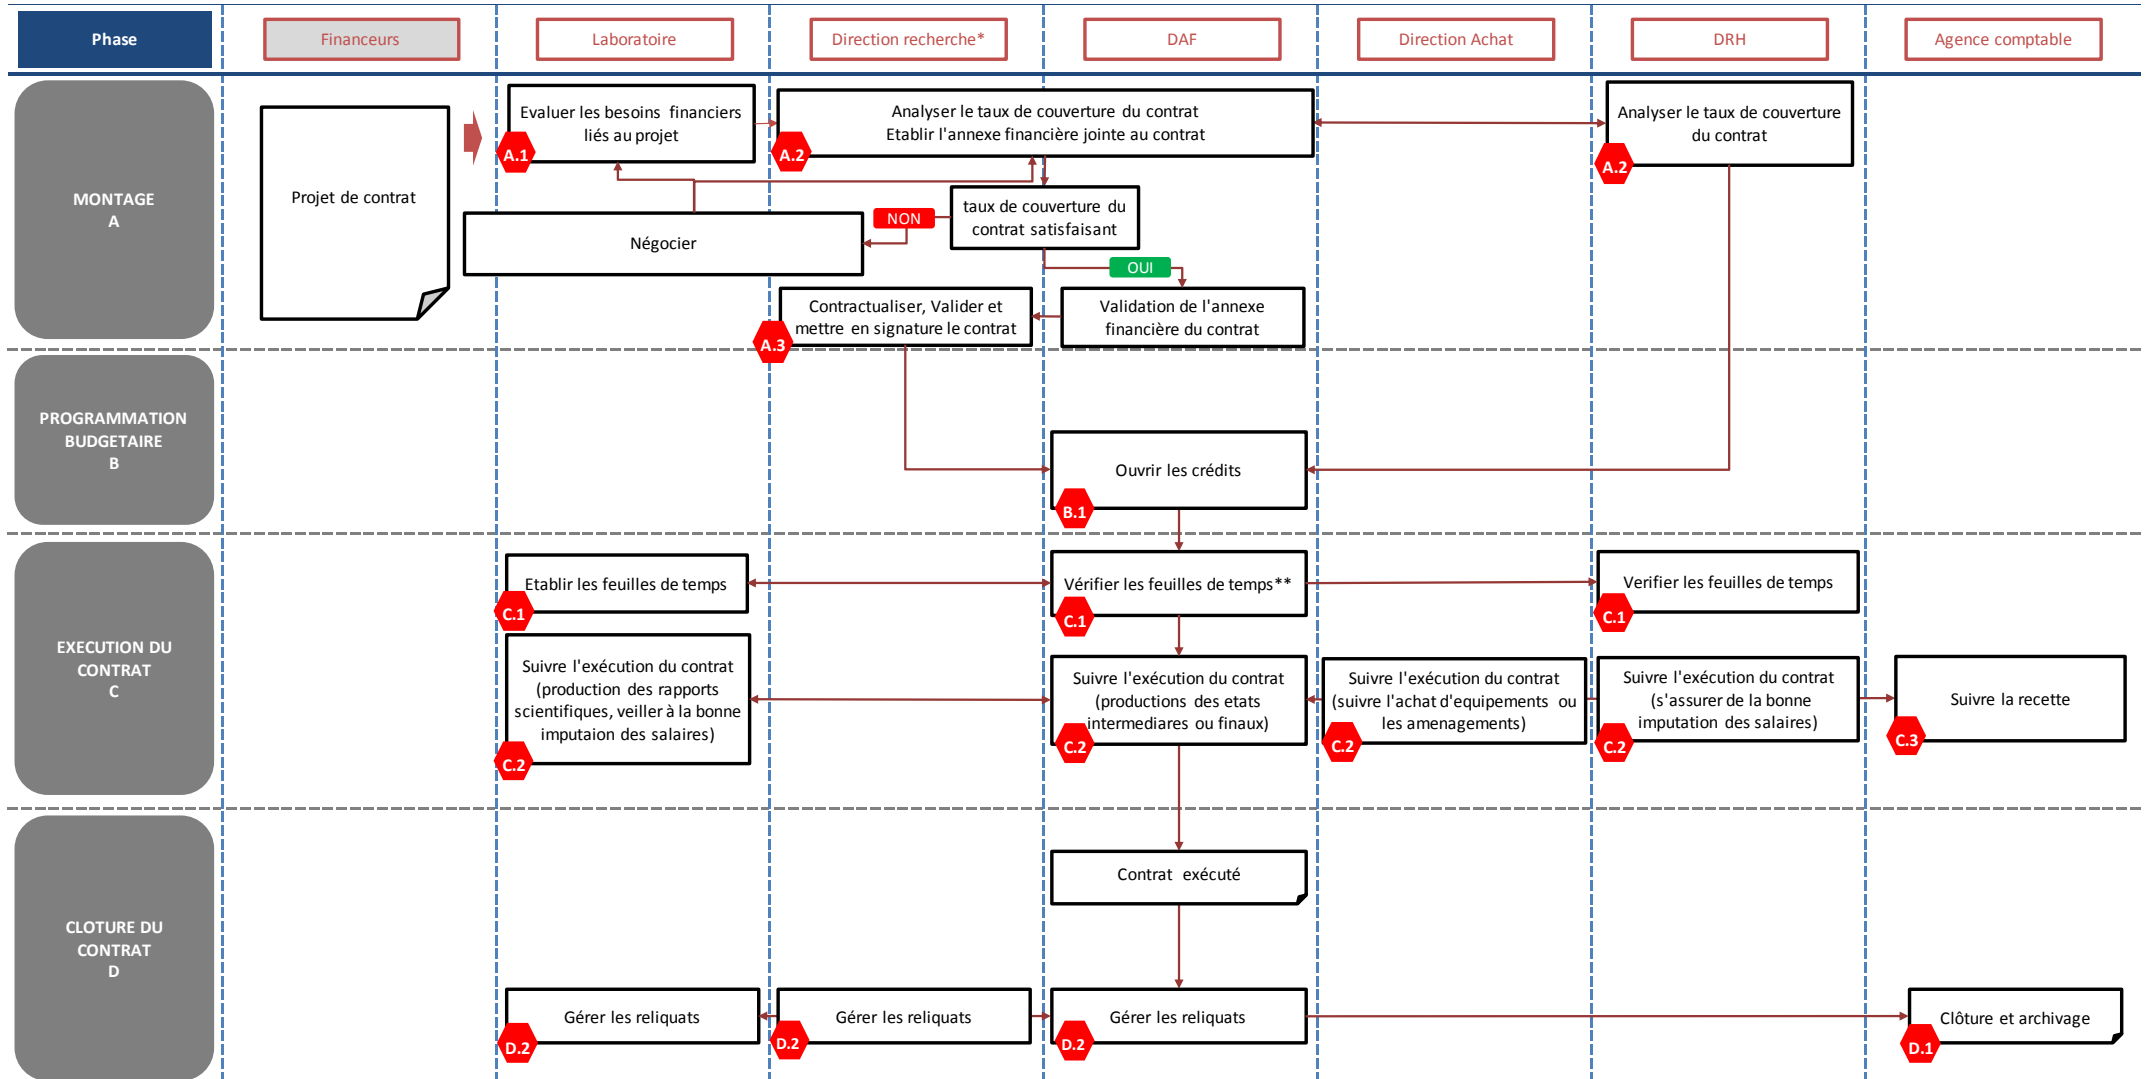 Phase
Financeurs
Laboratoire
Direction recherche*
DAF
Direction Achat
DRH
Agence comptable
MONTAGE
A
Projet de contrat
Evaluer les besoins financiers
liés au projet
A.1
Analyser le taux de couverture du contrat
Etablir l'annexe financière jointe au contrat
A.2
Analyser le taux de couverture
du contrat
A.2
taux de couverture du
contrat satisfaisant
NON
Négocier
OUI
Contractualiser, Valider et
mettre en signature le contrat
A.3
Validation de l'annexe
financière du contrat
PROGRAMMATION
BUDGETAIRE
B
Ouvrir les crédits
B.1
EXECUTION DU
CONTRAT
C
Etablir les feuilles de temps
C.1
Vérifier les feuilles de temps**
C.1
Verifier les feuilles de temps
C.1
Suivre l'exécution du contrat
(production des rapports
scientifiques, veiller à la bonne
imputaion des salaires)
C.2
Suivre l'exécution du contrat
(productions des etats
intermediares ou finaux)
C.2
Suivre l'exécution du contrat
(suivre l'achat d'equipements ou
les amenagements)
C.2
Suivre l'exécution du contrat
(s'assurer de la bonne
imputation des salaires)
C.2
Suivre la recette
C.3
CLOTURE DU
CONTRAT
D
Contrat exécuté
Gérer les reliquats
D.2
Gérer les reliquats
D.2
Gérer les reliquats
D.2
Clôture et archivage
D.1